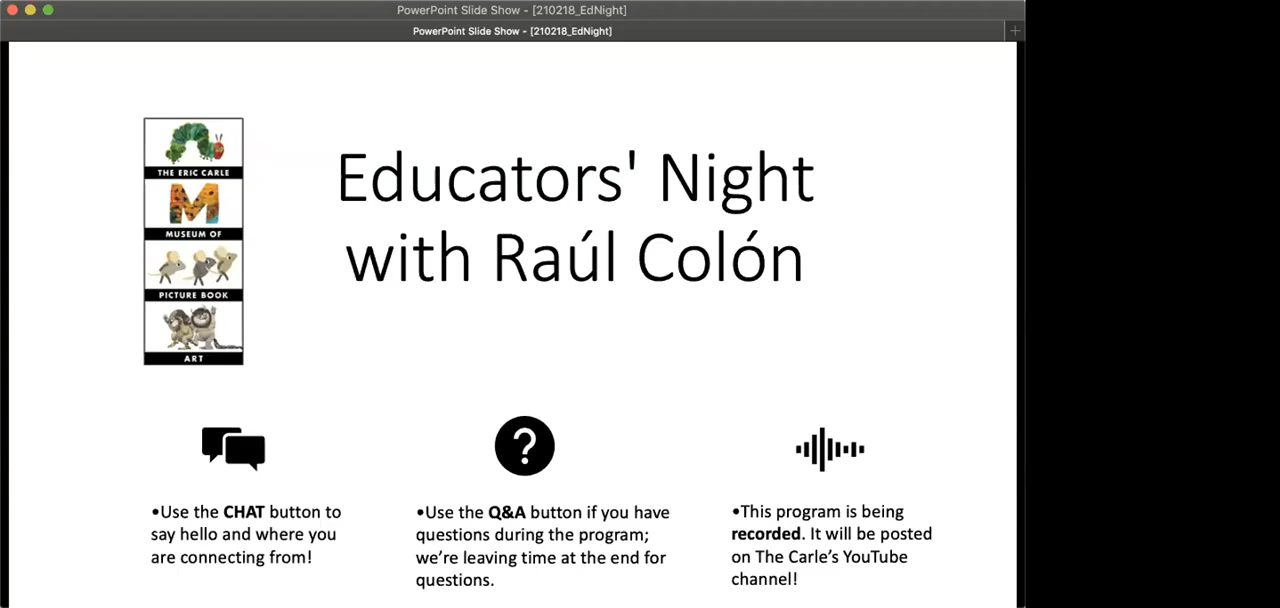 PowerPoint Slide Show - [210218_EdNight]
PowerPoint Slide Show - [210218_EdNight]
+
THE ERIC CARLE
M
MUSEUM OF
PICTURE BOOK
ART
Educators' Night
with Raúl Colón
?
•Use the CHAT button to
say hello and where you
are connecting from!
•Use the Q&A button if you have
questions during the program;
we’re leaving time at the end for
questions.
•This program is being
recorded. It will be posted
on The Carle’s YouTube
channel!